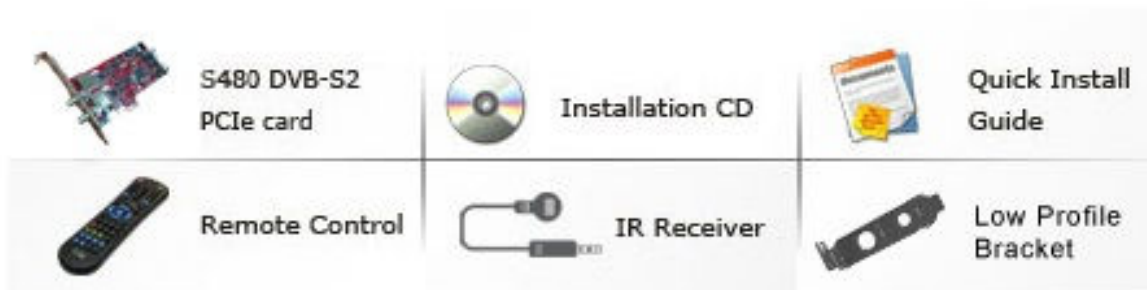 S480 DVB-S2
PCIe card
Installation CD
Quick Install
Guide
Remote Control
IR Receiver
Low Profile
Bracket